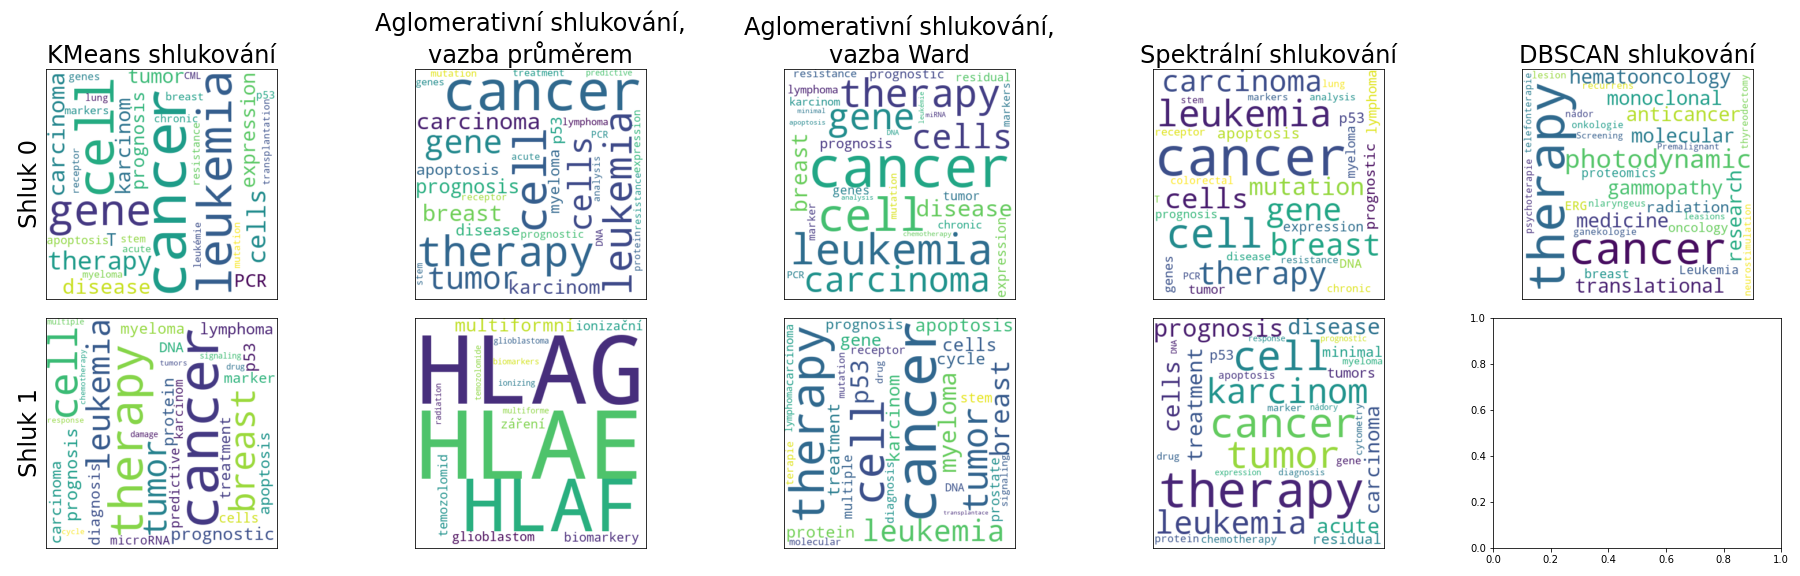 KMeans shlukování
Aglomerativní shlukování,
vazba průměrem
Aglomerativní shlukování,
vazba Ward
Spektrální shlukování
DBSCAN shlukování
Shluk 0
genes
tumor
CML
carcinoma
lung
cell
markers
karcinom
prognosis
breast
chronic
p53
leukemia
expression
receptor
resistance
transplantation
cancer
gene
cells
apoptosis
T
stem
acute
leukémie
mutation
therapy
myeloma
disease
PCR
mutation
treatment
predictive
genes
cancer
carcinoma
gene
cell
p53
lymphoma
PCR
leukemia
expression
apoptosis
acute
cells
analysis
prognosis
receptor
myeloma
resistance
breast
disease
prognostic
DNA
protein
therapy
stem
tumor
karcinom
resistance
prognostic
residual
lymphoma
therapy
karcinom
minimal
gene
leukémie
miRNA
markers
apoptosis
DNA
cells
prognosis
breast
cancer
genes
analysis
mutation
tumor
cell
disease
marker
chronic
chemotherapy
leukemia
expression
PCR
carcinoma
carcinoma
lung
stem
markers
analysis
lymphoma
leukemia
p53
receptor
apoptosis
cancer
myeloma
prognostic
colorectal
mutation
T
cells
gene
prognosis
expression
cell
breast
disease
resistance
DNA
genes
PCR
therapy
tumor
chronic
lesion
hematooncology
recurrens
monoclonal
nador
anticancer
onkologie
Screening
molecular
telefonterapie
Premalignant
thyreoidectomy
therapy
photodynamic
proteomics
gammopathy
psychoterapie
ERG
nlaryngeus
radiation
research
medicine
leasions
ganekologie
oncology
cancer
neurostimulation
breast
Leukemia
translational
Shluk 1
multiple
myeloma
lymphoma
cell
leukemia
DNA
signaling
p53
chemotherapy
tumors
drug
marker
therapy
cancer
response
protein
karcinom
breast
damage
prognosis
carcinoma
diagnosis
tumor
predictive
treatment
apoptosis
cells
cycle
microRNA
prognostic
multiformni
ionizační
glioblastoma
HLAG
temozolomide
biomarkers
ionizing
radiation
HLAE
multiforme
záření
HLAF
temozolomid
glioblastom
biomarkery
prognosis
apoptosis
lymphoma
carcinoma
gene
cells
receptor
cycle
therapy
mutation
p53
drug
cancer
breast
karcinom
myeloma
stem
treatment
cell
tumor
terapie
multiple
diagnosis
DNA
prostate
signaling
transplantace
protein
leukemia
molecular
prognosis
disease
DNA
response
prognostic
p53
cell
minimal
myeloma
cells
treatment
apoptosis
tumors
karcinom
marker
nádory
cancer
cytometry
carcinoma
tumor
drug
gene
expression
diagnosis
therapy
leukemia
acute
protein
chemotherapy
residual
1.0
0.8
0.6
0.4
0.2
0.0
0.0 0.2 0.4 0.6 0.8 1.0